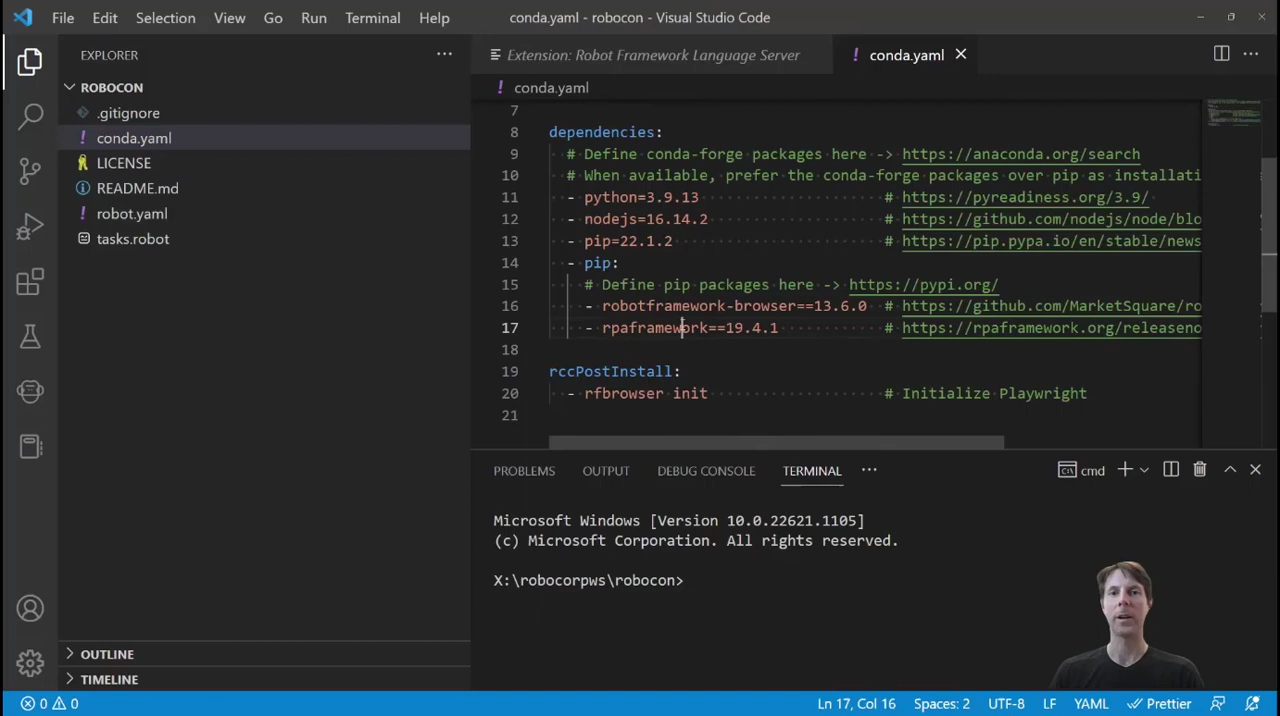 File Edit Selection View Go Run Terminal Help conda.yaml - robocon - Visual Studio Code
EXPLORER
ROBOCON
.gitignore
conda.yaml
LICENSE
README.md
robot.yaml
tasks.robot
OUTLINE
TIMELINE
Extension: Robot Framework Language Server
! conda.yaml
! conda.yaml
7
8 dependencies:
9 # Define conda-forge packages here -> https://anaconda.org/search
10 # When available, prefer the conda-forge packages over pip as installati
11 - python=3.9.13 # https://pyreadiness.org/3.9/
12 - nodejs=16.14.2 # https://github.com/nodejs/node/blo
13 - pip=22.1.2 # https://pip.pypa.io/en/stable/news
14 - pip:
15 # Define pip packages here -> https://pypi.org/
16 - robotframework-browser==13.6.0 # https://github.com/MarketSquare/ro
17 - rpaframework==19.4.1 # https://rpaframework.org/releaseno
18
19 rccPostInstall:
20 - rfbrowser init # Initialize Playwright
21
PROBLEMS OUTPUT DEBUG CONSOLE TERMINAL cmd
Microsoft Windows [Version 10.0.22621.1105]
(c) Microsoft Corporation. All rights reserved.
X:\robocorpws\robocon>
0 0 Ln 17, Col 16 Spaces: 2 UTF-8 LF YAML Prettier